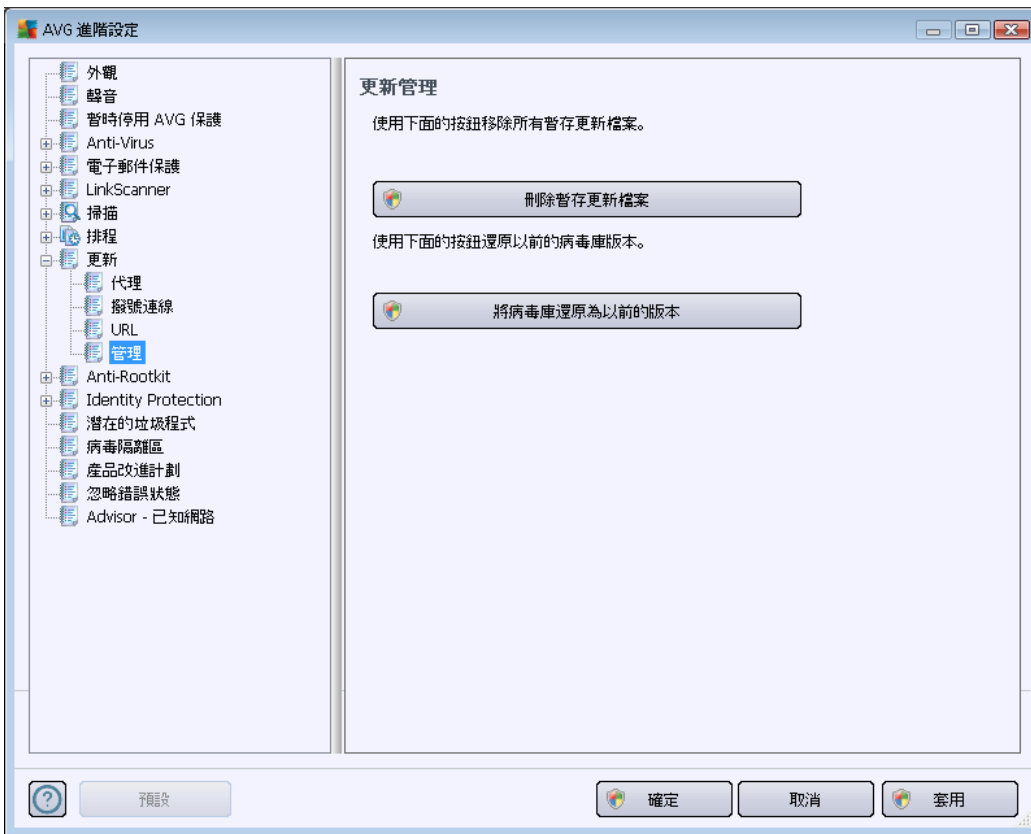 AVG 進階設定
外觀
聲音
暫時停用 AVG 保護
Anti-Virus
電子郵件保護
LinkScanner
掃描
排程
更新
代理
撥號連線
URL
管理
Anti-Rootkit
Identity Protection
潛在的垃圾程式
病毒隔離區
產品改進計劃
忽略錯誤狀態
Advisor - 已知網路
更新管理
使用下面的按鈕移除所有暫存更新檔案。
刪除暫存更新檔案
使用下面的按鈕還原以前的病毒庫版本。
將病毒庫還原為以前的版本
預設
確定
取消
套用